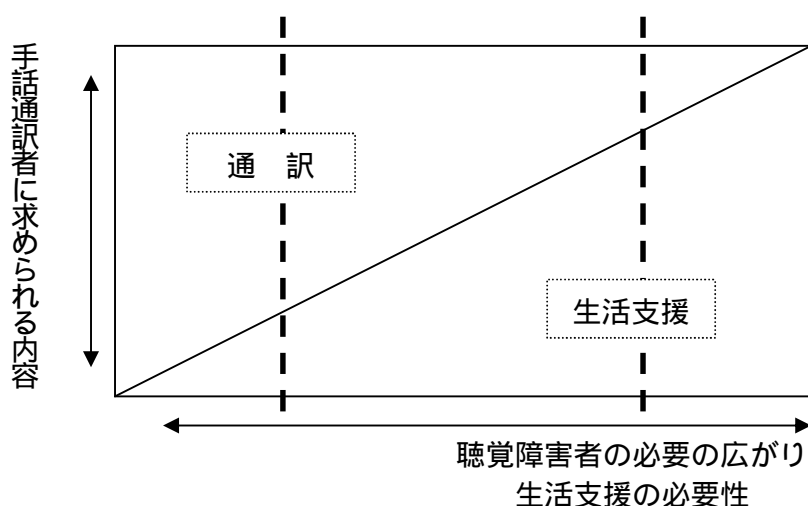 手話通訳者に求められる内容
通 訳
生活支援
聴覚障害者の必要の広がり
生活支援の必要性